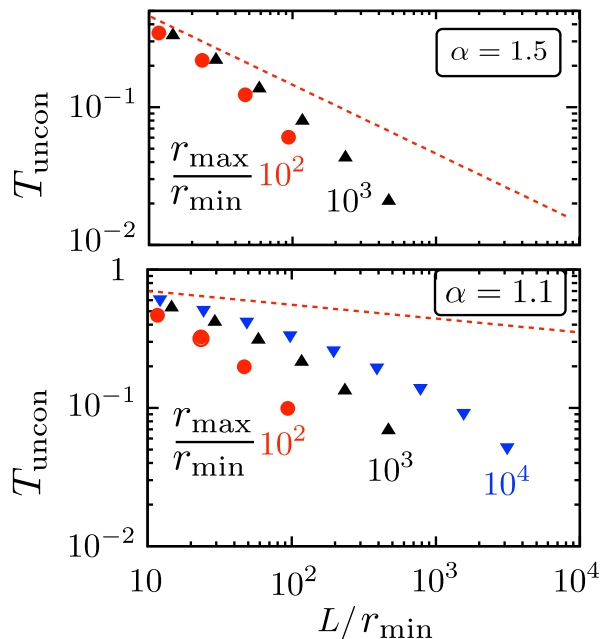 T_uncon
10^{-1}
10^{-2}
α = 1.5
r_max
r_min
10^2
10^3
T_uncon
1
10^{-1}
10^{-2}
α = 1.1
r_max
r_min
10^2
10^3
10^4
10 10^2 10^3 10^4
L/r_min